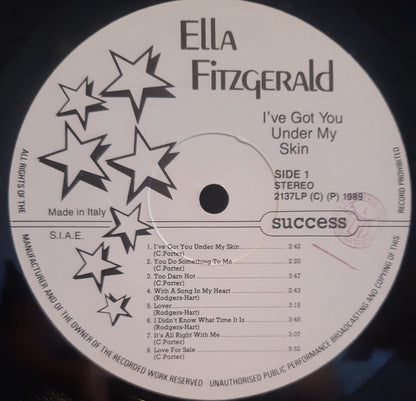 Ella
Fitzgerald
I've Got You
Under My
Skin
SIDE 1
STEREO
2137LP (C) (P) 1989
Made in Italy
success
S.I.A.E.
1. I've Got You Under My Skin 2:42
(C.Porter)
2. You Do Something To Me 2:20
(C.Porter)
3. Too Darn Hot 3:47
(C.Porter)
4. With A Song In My Heart 2:43
(Rodgers-Hart)
5. Lover 3:15
(Rodgers-Hart)
6. I Didn't Know What Time It Is 3:45
(Rodgers-Hart)
7. It's All Right With Me 3:07
(C.Porter)
8. Love For Sale 5:52
(C.Porter)
ALL RIGHTS OF THE MANUFACTURER AND OF THE OWNER OF THE RECORDED WORK RESERVED · UNAUTHORISED PUBLIC PERFORMANCE BROADCASTING AND COPYING OF THIS RECORD PROHIBITED.